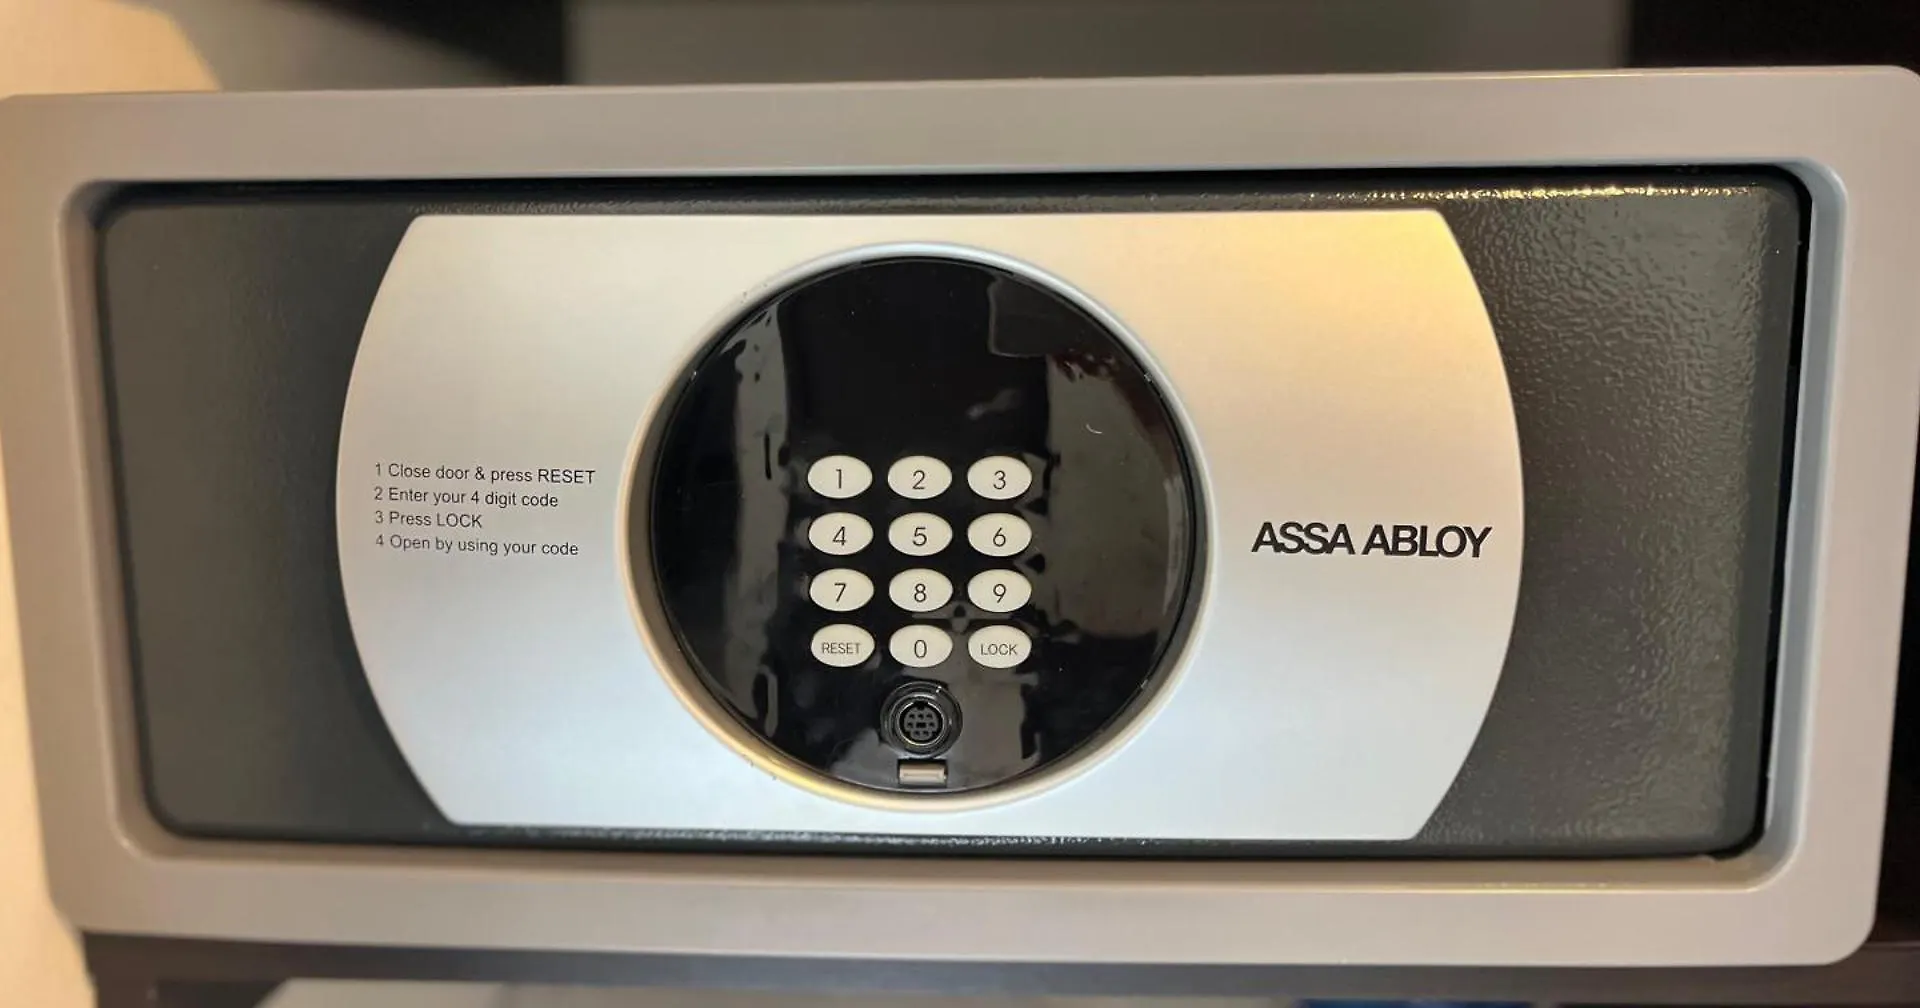 1 Close door & press RESET
2 Enter your 4 digit code
3 Press LOCK
4 Open by using your code
1 2 3
4 5 6
7 8 9
RESET 0 LOCK
ASSA ABLOY